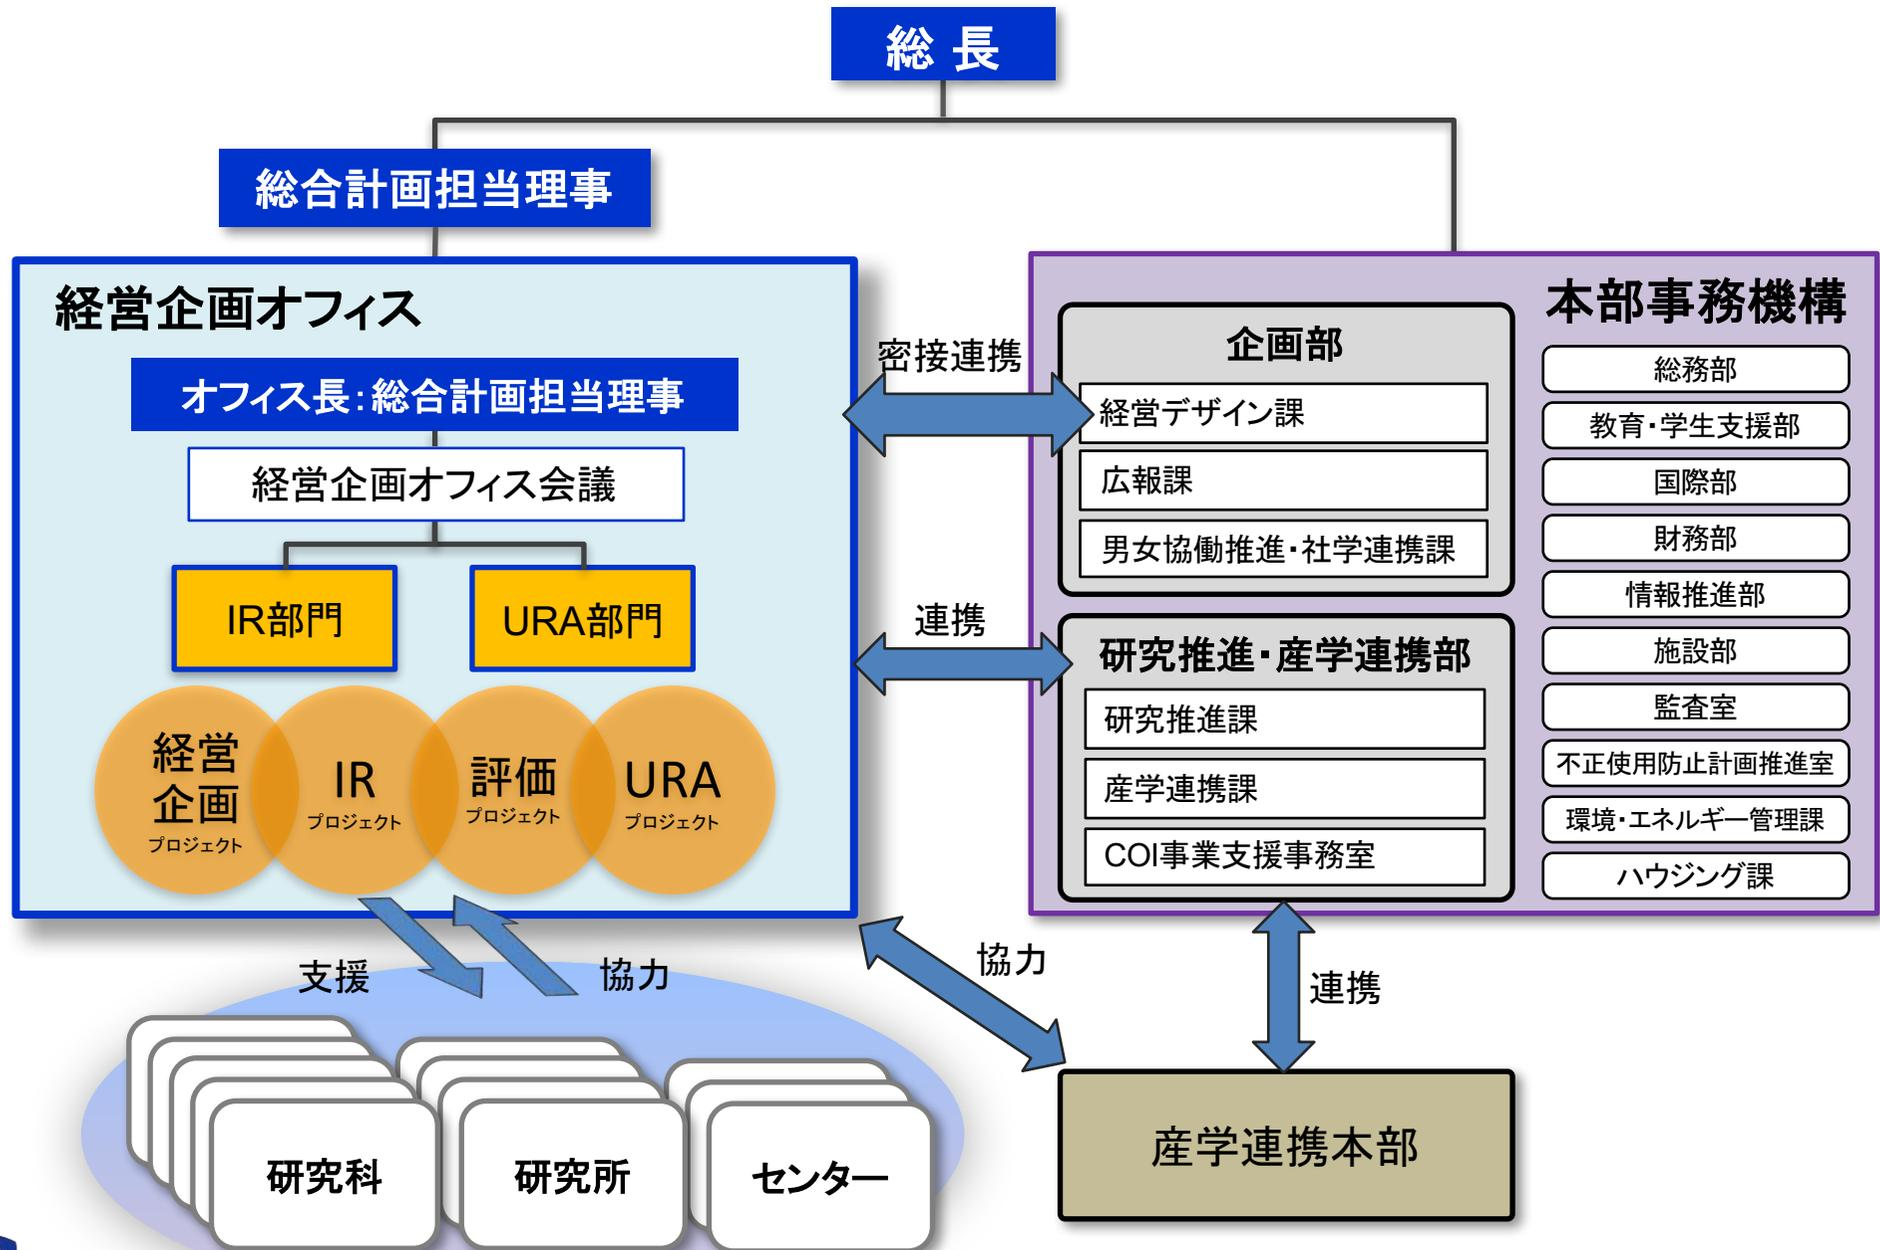 総 長
総合計画担当理事
経営企画オフィス
オフィス長：総合計画担当理事
経営企画オフィス会議
IR部門
URA部門
経営
企画
プロジェクト
IR
プロジェクト
評価
プロジェクト
URA
プロジェクト
密接連携
連携
本部事務機構
企画部
経営デザイン課
広報課
男女協働推進・社学連携課
研究推進・産学連携部
研究推進課
産学連携課
COI事業支援事務室
総務部
教育・学生支援部
国際部
財務部
情報推進部
施設部
監査室
不正使用防止計画推進室
環境・エネルギー管理課
ハウジング課
支援
協力
協力
連携
研究科
研究所
センター
産学連携本部